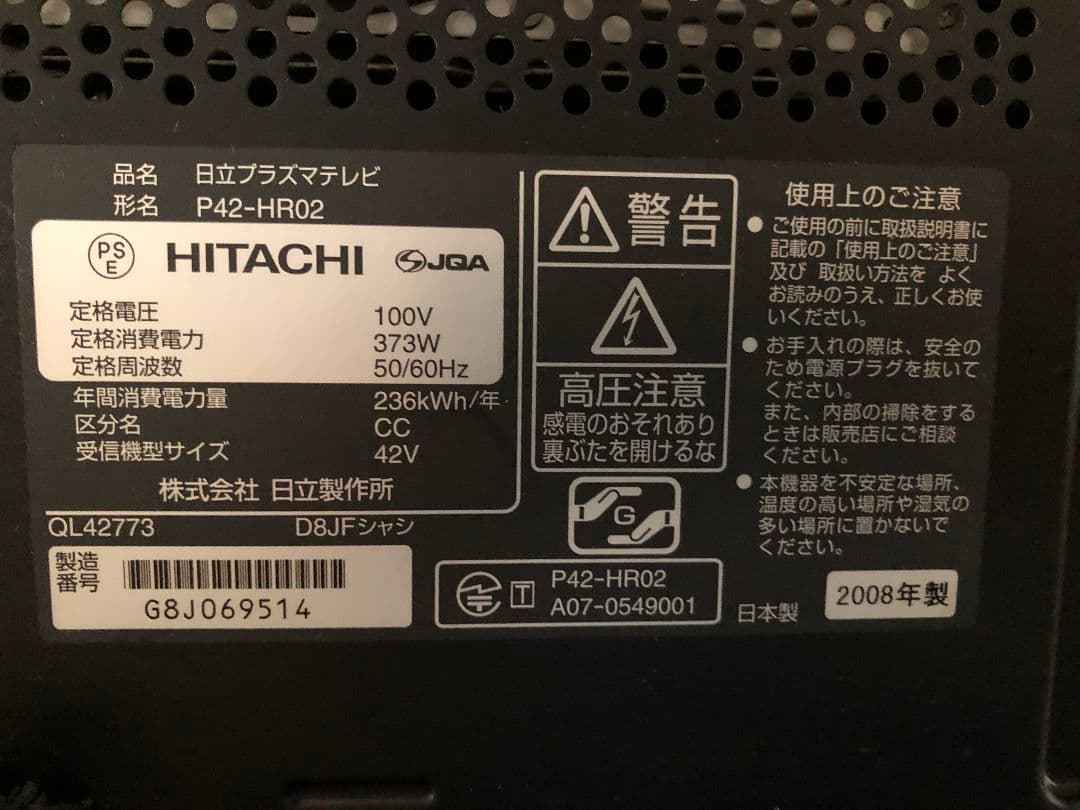 品名 日立プラズマテレビ
形名 P42-HR02
PS
E
HITACHI
JQA
定格電圧 100V
定格消費電力 373W
定格周波数 50/60Hz
年間消費電力量 236kWh/年
区分名 CC
受信機型サイズ 42V
株式会社 日立製作所
QL42773 D8JFシャシ
製造
番号
G8J069514
警告
高圧注意
感電のおそれあり
裏ぶたを開けるな
G
T
P42-HR02
A07-0549001
使用上のご注意
● ご使用の前に取扱説明書に
記載の「使用上のご注意」
及び 取扱い方法を よく
お読みのうえ、正しくお使
いください。
● お手入れの際は、安全の
ため電源プラグを抜いて
ください。
また、内部の掃除をする
ときは販売店にご相談
ください。
● 本機器を不安定な場所、
温度の高い場所や湿気の
多い場所に置かないで
ください。
日本製
2008年製